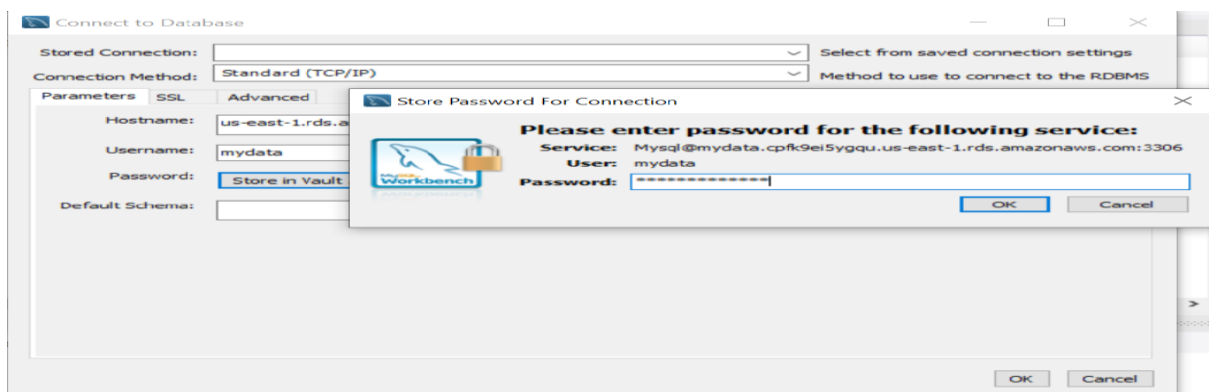 Connect to Database
Stored Connection:
Select from saved connection settings
Connection Method: Standard (TCP/IP)
Method to use to connect to the RDBMS
Parameters SSL Advanced
Hostname: us-east-1.rds.a
Username: mydata
Password: Store in Vault
Default Schema:
Store Password For Connection
Please enter password for the following service:
Service: Mysql@mydata.cpfk9ei5ygqu.us-east-1.rds.amazonaws.com:3306
User: mydata
Password: *************
MySQL
Workbench
OK Cancel
OK Cancel